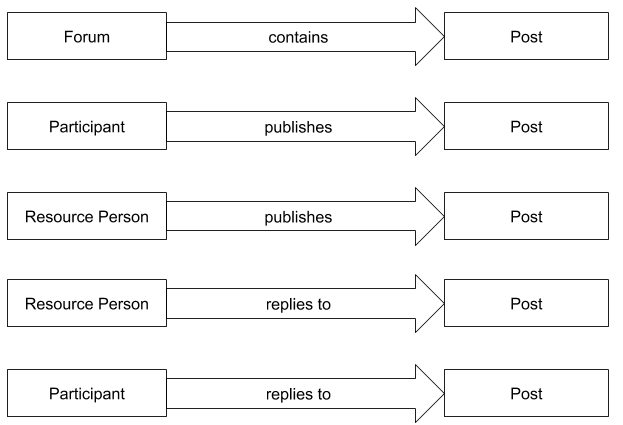 Forum contains Post
Participant publishes Post
Resource Person publishes Post
Resource Person replies to Post
Participant replies to Post